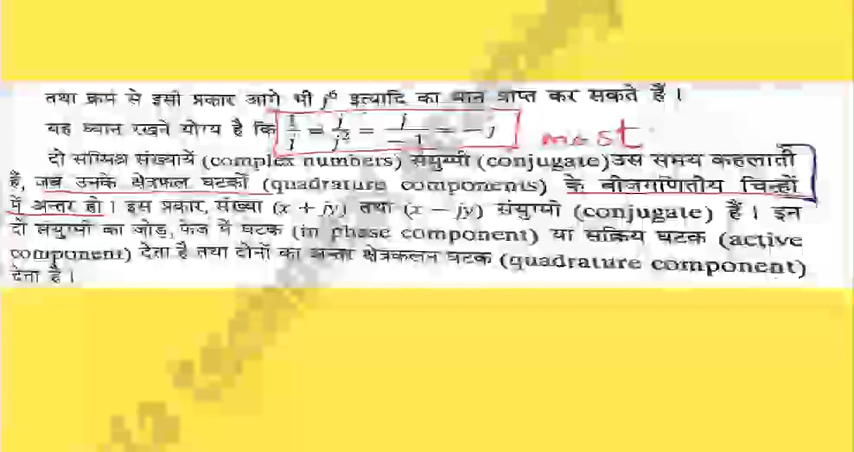 तथा क्रम से इसी प्रकार आगे भी j⁶ इत्यादि का मान प्राप्त कर सकते हैं ।
यह ध्यान रखने योग्य है कि 1/j = j/j² = j/-1 = -j most
दो सम्मिश्र संख्यायें (complex numbers) संयुग्मी (conjugate) उस समय कहलाती
हैं, जब उनके क्षेत्रफल घटकों (quadrature components) के बीजगणितीय चिन्हों
में अन्तर हो । इस प्रकार, संख्या (x + jy) तथा (x − jy) संयुग्मी (conjugate) हैं । इन
दो संयुग्मों का जोड़, फेज में घटक (in phase component) या सक्रिय घटक (active
component) देता है तथा दोनों का अन्तर क्षेत्रकलन घटक (quadrature component)
देता है ।